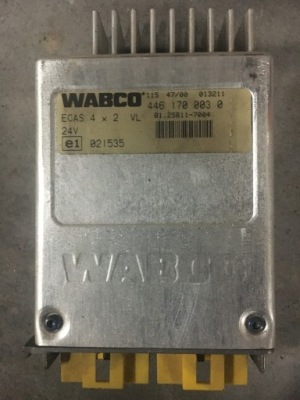 WABCO 115 47/00 013211
446 170 003 0
ECAS 4 x 2 VL 81.25811-7004
24V
e1 021535
WABCO